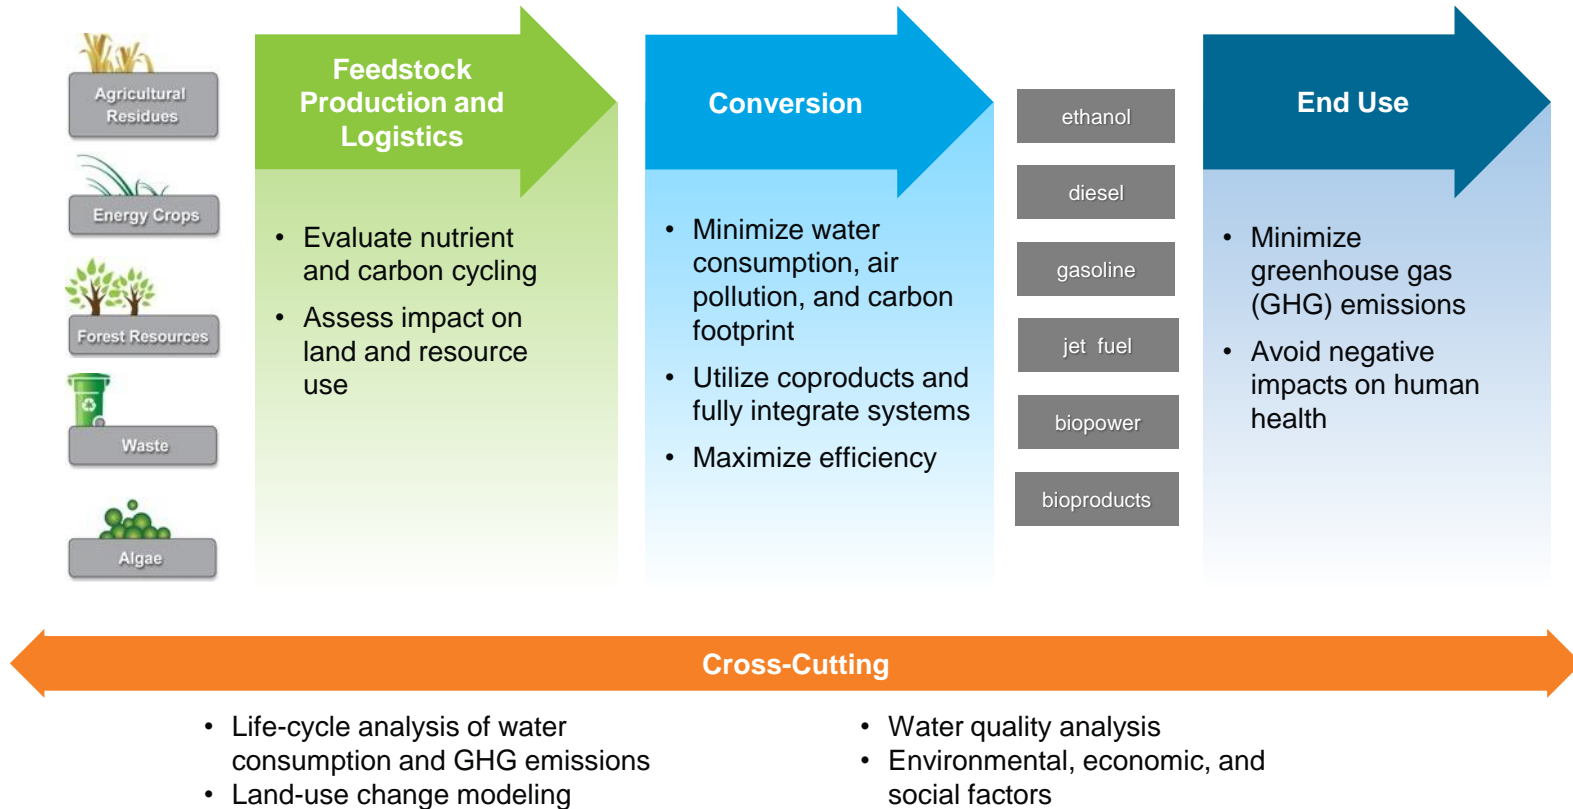 Agricultural
Residues
Energy Crops
Forest Resources
Waste
Algae
Feedstock
Production and
Logistics
• Evaluate nutrient
and carbon cycling
• Assess impact on
land and resource
use
Conversion
• Minimize water
consumption, air
pollution, and carbon
footprint
• Utilize coproducts and
fully integrate systems
• Maximize efficiency
ethanol
diesel
gasoline
jet fuel
biopower
bioproducts
End Use
• Minimize
greenhouse gas
(GHG) emissions
• Avoid negative
impacts on human
health
Cross-Cutting
• Life-cycle analysis of water
consumption and GHG emissions
• Land-use change modeling
• Water quality analysis
• Environmental, economic, and
social factors